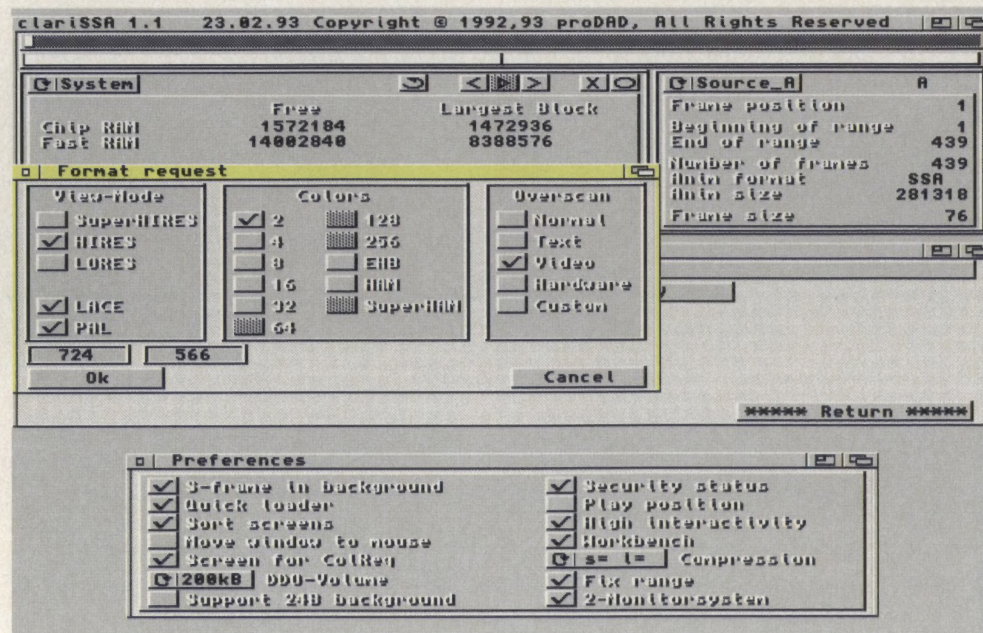 clariSSA 1.1 23.02.93 Copyright © 1992,93 proDAD, All Rights Reserved
System < > X
Free Largest Block
Chip RAM 1572184 1472936
Fast RAM 14002840 8388576
Source_A A
Frame position 1
Beginning of range 1
End of range 439
Number of frames 439
Anim format SSA
Anim size 281318
Frame size 76
Format request
View-Mode
SuperHIRES
HIRES
LORES
LACE
PAL
Colors
2 128
4 256
8 EHB
16 HAM
32 SuperHAM
64
Overscan
Normal
Text
Video
Hardware
Custom
724 566
Ok Cancel
***** Return *****
Preferences
S-frame in background
Quick loader
Sort screens
Move window to mouse
Screen for ColReq
200kB DDO-Volume
Support 24B background
Security status
Play position
High interactivity
Workbench
s= l= Compression
Fix range
2-Monitorsystem